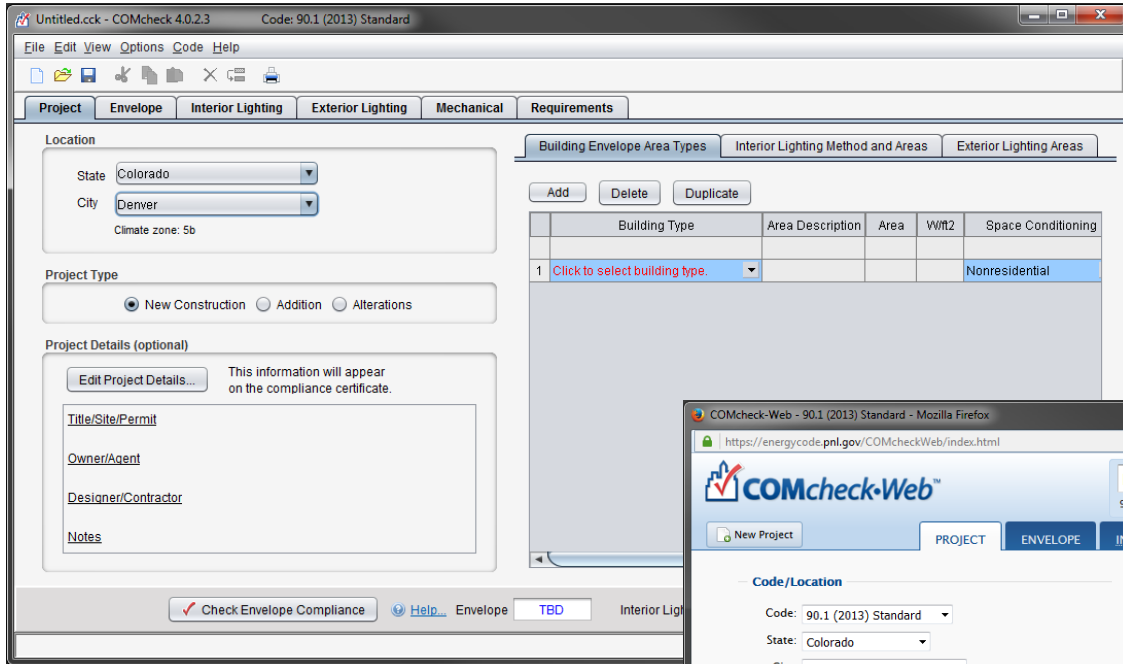 Untitled.cck - COMcheck 4.0.2.3 Code: 90.1 (2013) Standard
File Edit View Options Code Help
Project Envelope Interior Lighting Exterior Lighting Mechanical Requirements
Location
State Colorado
City Denver
Climate zone: 5b
Project Type
New Construction Addition Alterations
Project Details (optional)
Edit Project Details...
This information will appear
on the compliance certificate.
Title/Site/Permit
Owner/Agent
Designer/Contractor
Notes
Building Envelope Area Types Interior Lighting Method and Areas Exterior Lighting Areas
Add Delete Duplicate
Building Type Area Description Area W/ft2 Space Conditioning
1 Click to select building type. Nonresidential
Check Envelope Compliance Help... Envelope TBD Interior
COMcheck-Web - 90.1 (2013) Standard - Mozilla Firefox
https://energycode.pnl.gov/COMcheckWeb/index.html
COMcheck•Web™
New Project PROJECT ENVELOPE
Code/Location
Code: 90.1 (2013) Standard
State: Colorado